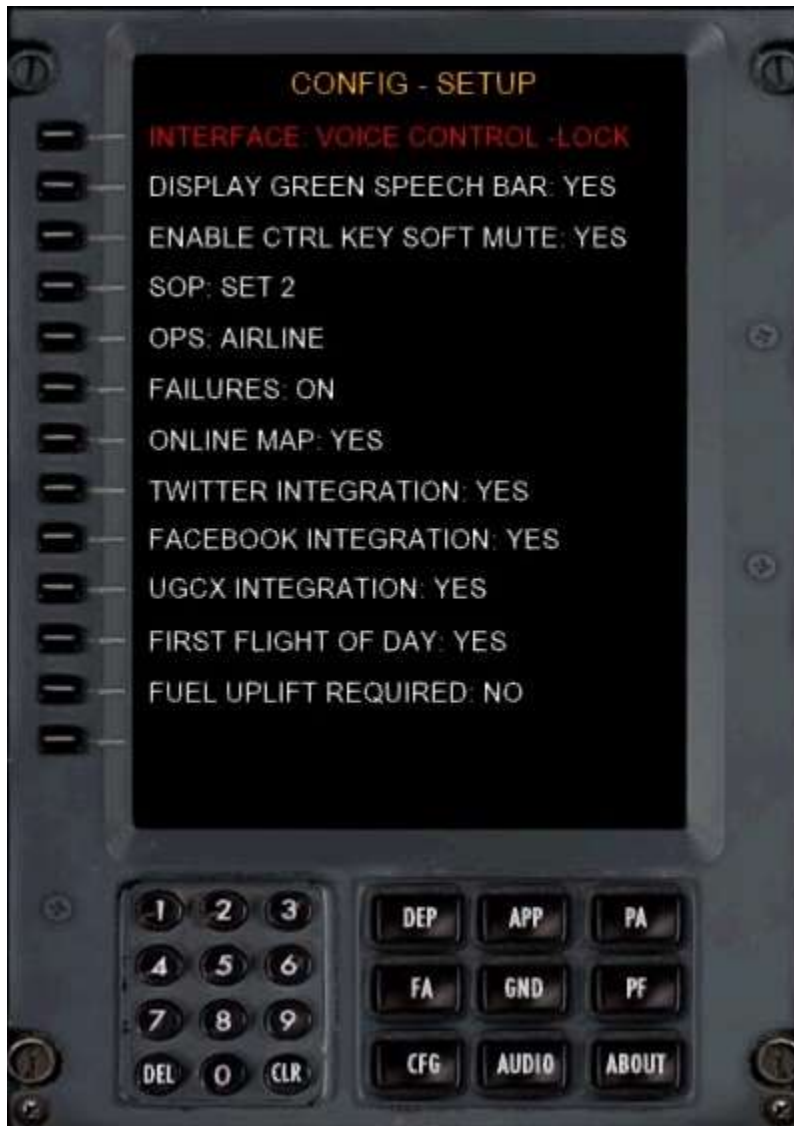 CONFIG - SETUP
INTERFACE: VOICE CONTROL -LOCK
DISPLAY GREEN SPEECH BAR: YES
ENABLE CTRL KEY SOFT MUTE: YES
SOP: SET 2
OPS: AIRLINE
FAILURES: ON
ONLINE MAP: YES
TWITTER INTEGRATION: YES
FACEBOOK INTEGRATION: YES
UGCX INTEGRATION: YES
FIRST FLIGHT OF DAY: YES
FUEL UPLIFT REQUIRED: NO
1 2 3
4 5 6
7 8 9
DEL 0 CLR
DEP APP PA
FA GND PF
CFG AUDIO ABOUT